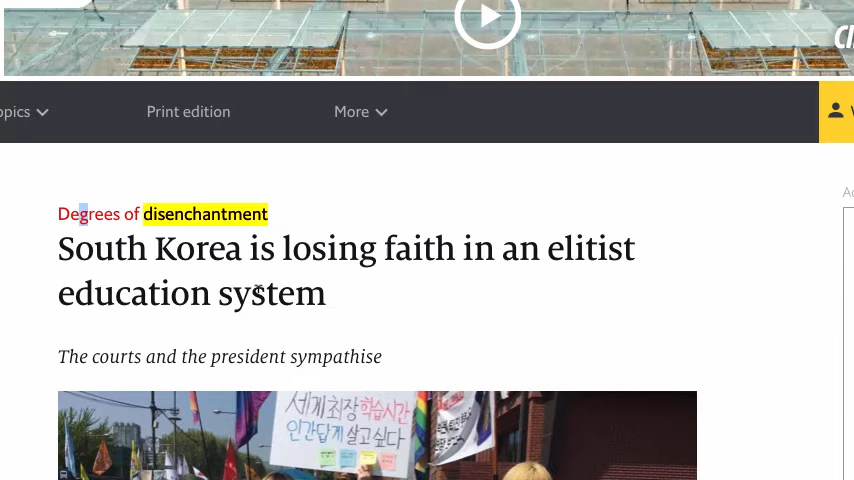 Print edition
More
Degrees of disenchantment
South Korea is losing faith in an elitist
education system
The courts and the president sympathise
세계 최장 학습시간
인간답게 살고싶다